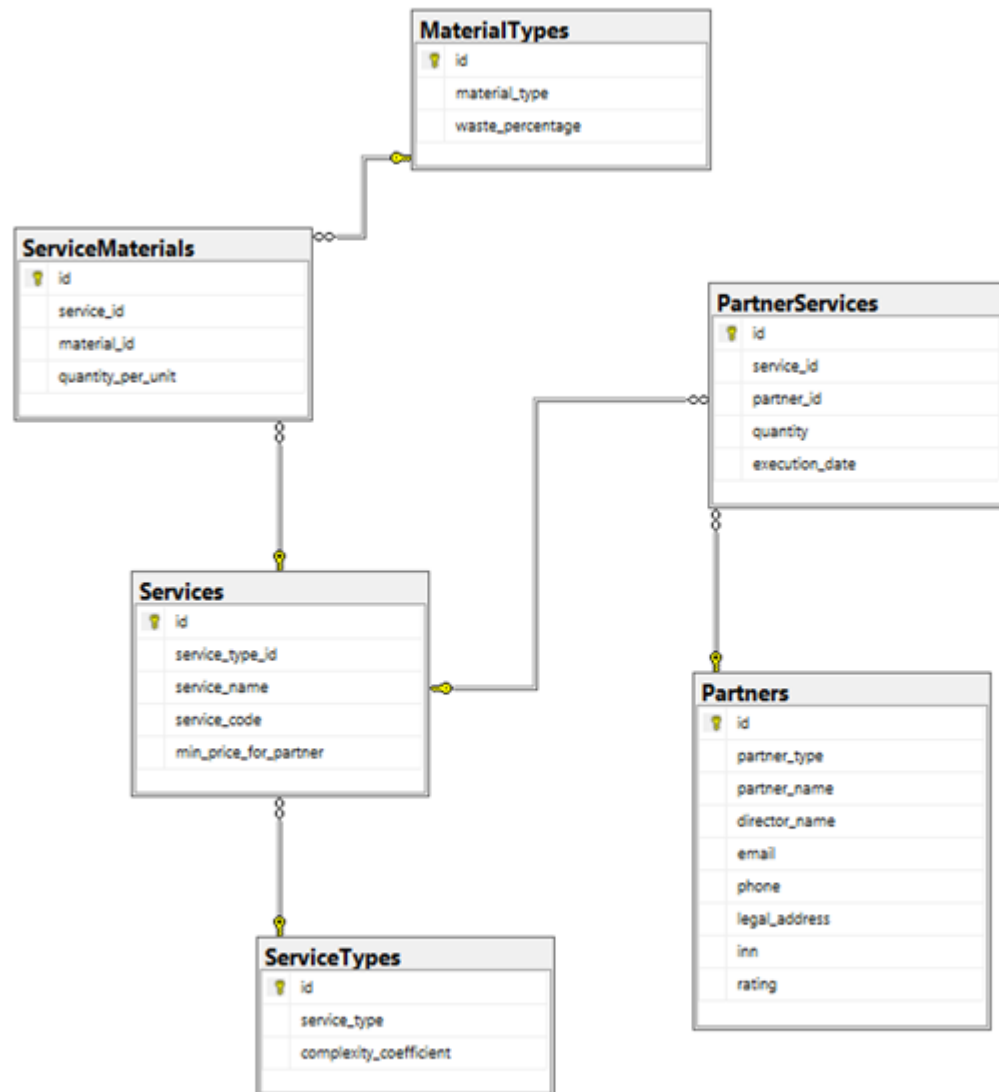 MaterialTypes
id
material_type
waste_percentage
ServiceMaterials
id
service_id
material_id
quantity_per_unit
PartnerServices
id
service_id
partner_id
quantity
execution_date
Services
id
service_type_id
service_name
service_code
min_price_for_partner
Partners
id
partner_type
partner_name
director_name
email
phone
legal_address
inn
rating
ServiceTypes
id
service_type
complexity_coefficient